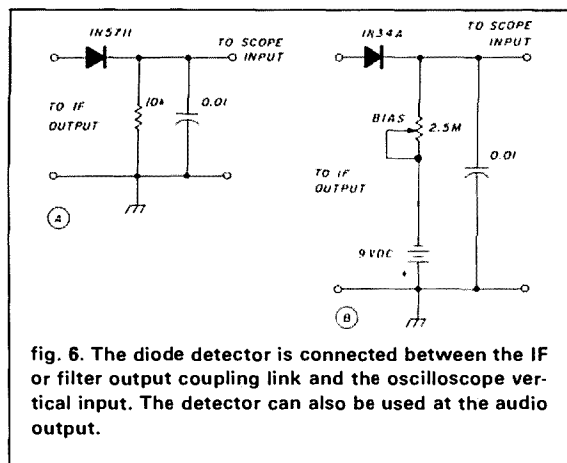 IN5711
TO SCOPE
INPUT
10k
0.01
TO IF
OUTPUT
A
IN34A
TO SCOPE
INPUT
BIAS
2.5M
0.01
TO IF
OUTPUT
9VDC
+
B
fig. 6. The diode detector is connected between the IF
or filter output coupling link and the oscilloscope ver-
tical input. The detector can also be used at the audio
output.